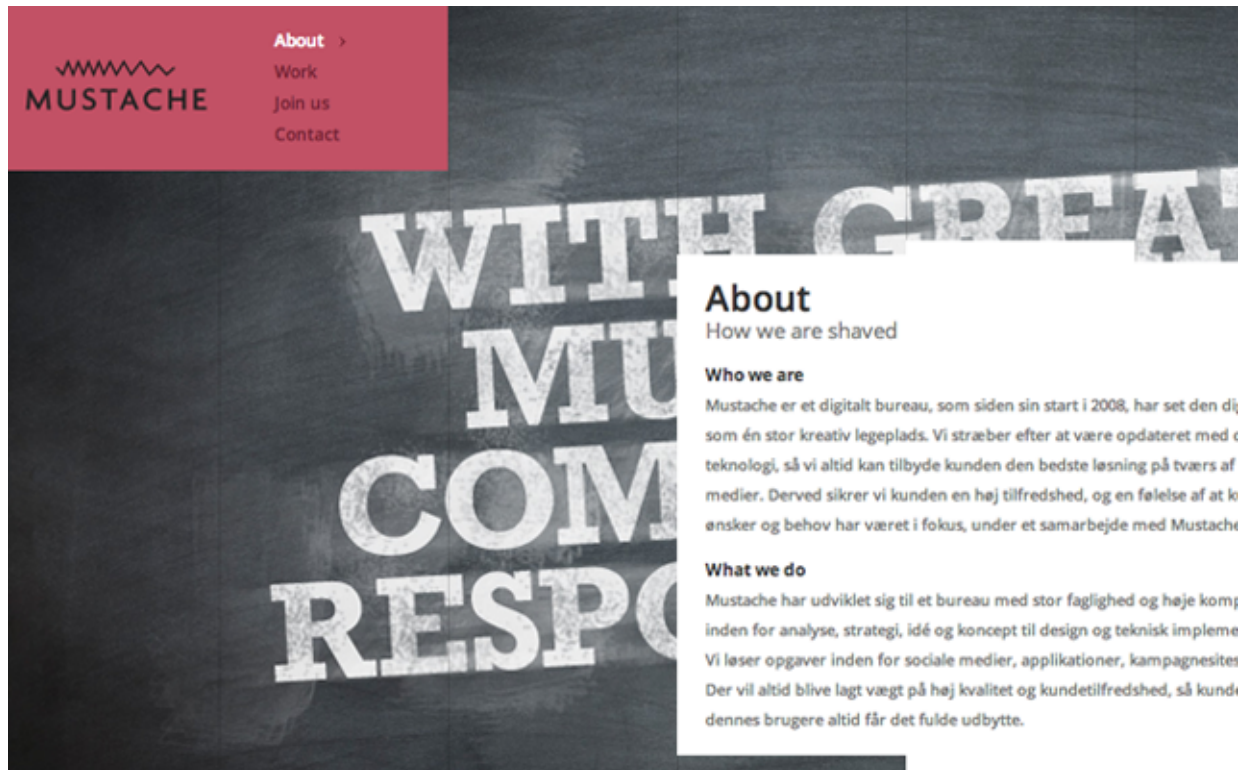 MUSTACHE
About ›
Work
Join us
Contact
WITH GREAT
MU
COM
RESPO
About
How we are shaved
Who we are
Mustache er et digitalt bureau, som siden sin start i 2008, har set den
som én stor kreativ legeplads. Vi stræber efter at være opdateret med
teknologi, så vi altid kan tilbyde kunden den bedste løsning på tværs af
medier. Derved sikrer vi kunden en høj tilfredshed, og en følelse af at
ønsker og behov har været i fokus, under et samarbejde med Mustache
What we do
Mustache har udviklet sig til et bureau med stor faglighed og høje
inden for analyse, strategi, idé og koncept til design og teknisk
Vi løser opgaver inden for sociale medier, applikationer, kampagnesites
Der vil altid blive lagt vægt på høj kvalitet og kundetilfredshed, så
dennes brugere altid får det fulde udbytte.